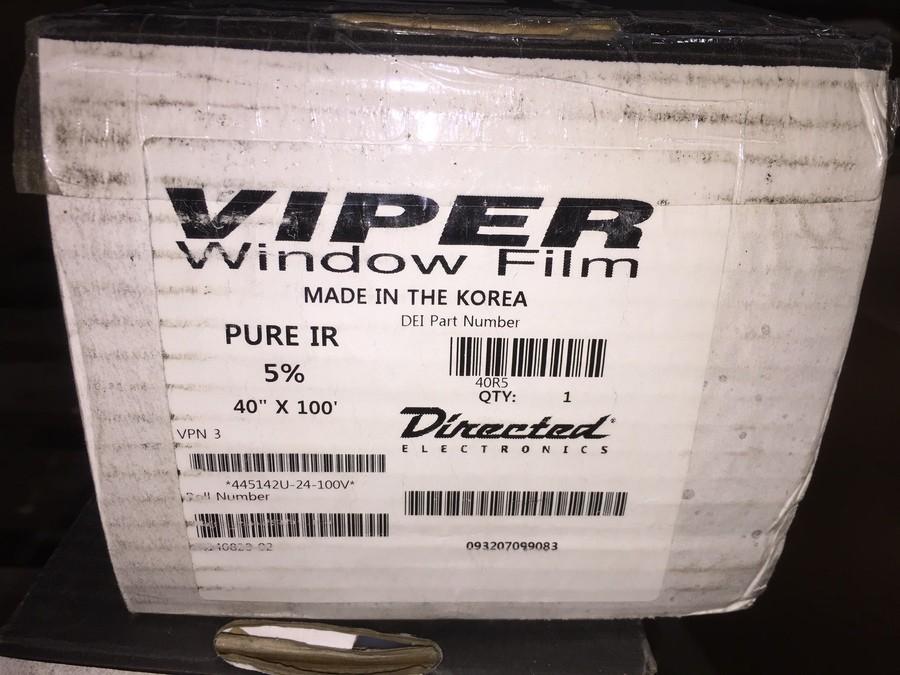 VIPER®
Window Film
MADE IN THE KOREA
DEI Part Number
PURE IR
5%
40" X 100'
40R5
QTY: 1
Directed®
ELECTRONICS
VPN 3
*445142U-24-100V*
Roll Number
093207099083